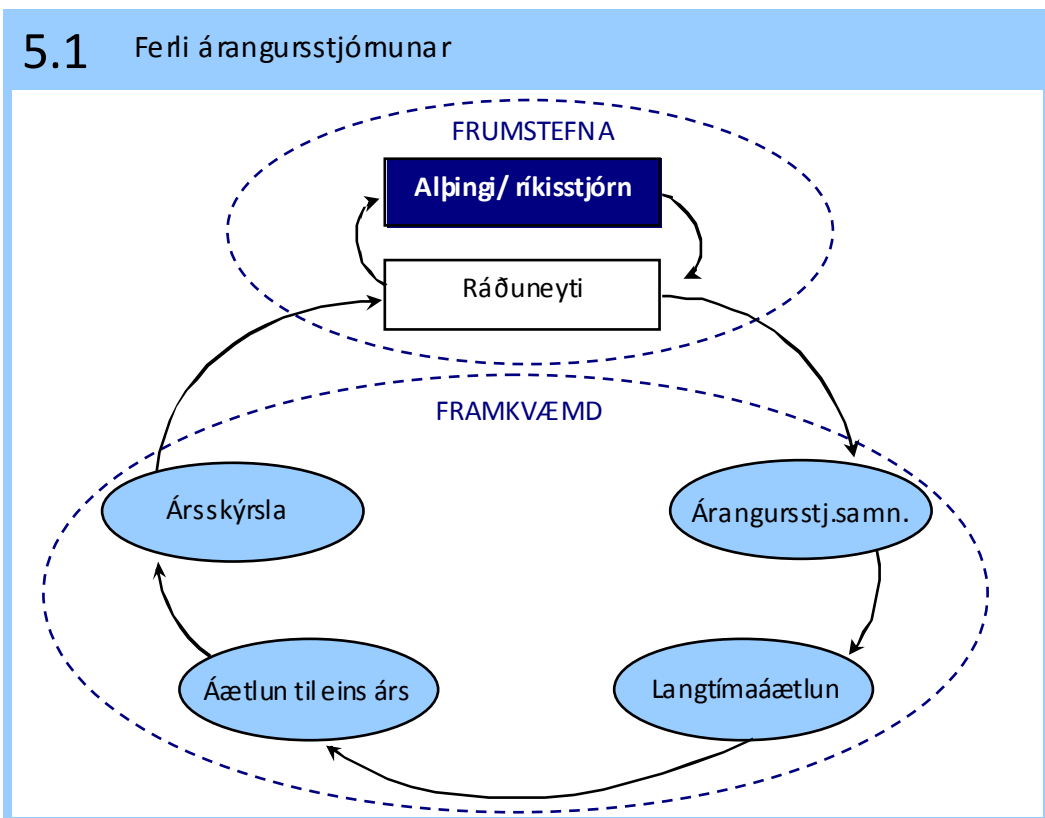 5.1 Ferli árangursstjórnunar
FRUMSTEFNA
Alþingi/ ríkisstjórn
Ráðuneyti
FRAMKVÆMD
Ársskýrsla
Árangursstj.samn.
Áætlun til eins árs
Langtímaáætlun